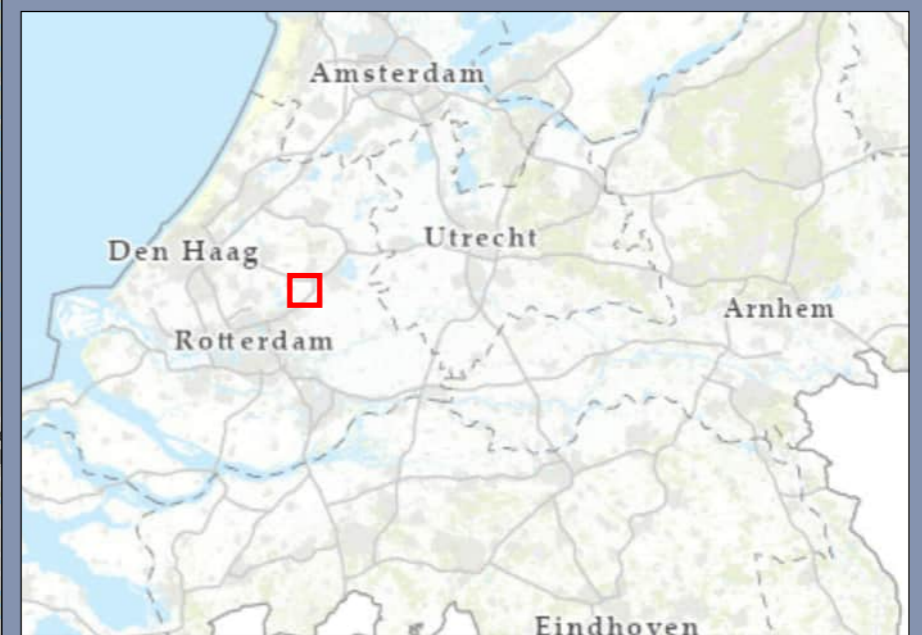 Amsterdam
Utrecht
Den Haag
Arnhem
Rotterdam
Eindhoven